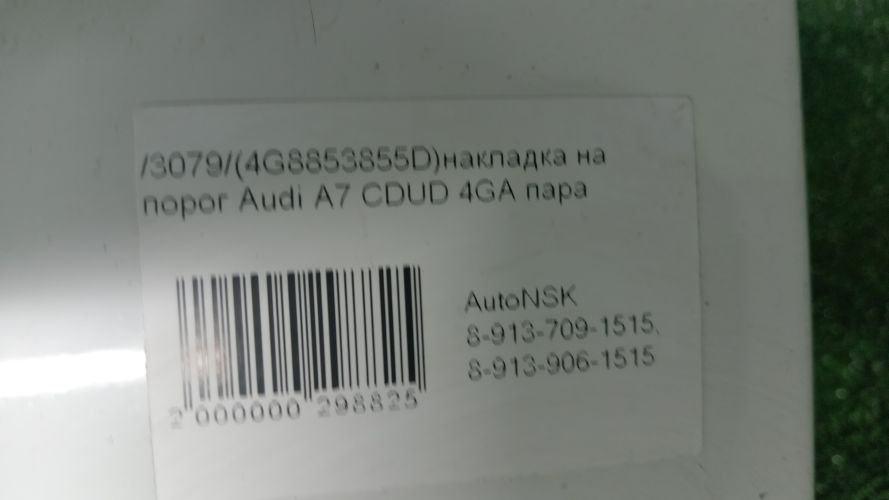 /3079/(4G8853855D)накладка на
порог Audi A7 CDUD 4GA пара
AutoNSK
8-913-709-1515,
8-913-906-1515
2 000000 298825